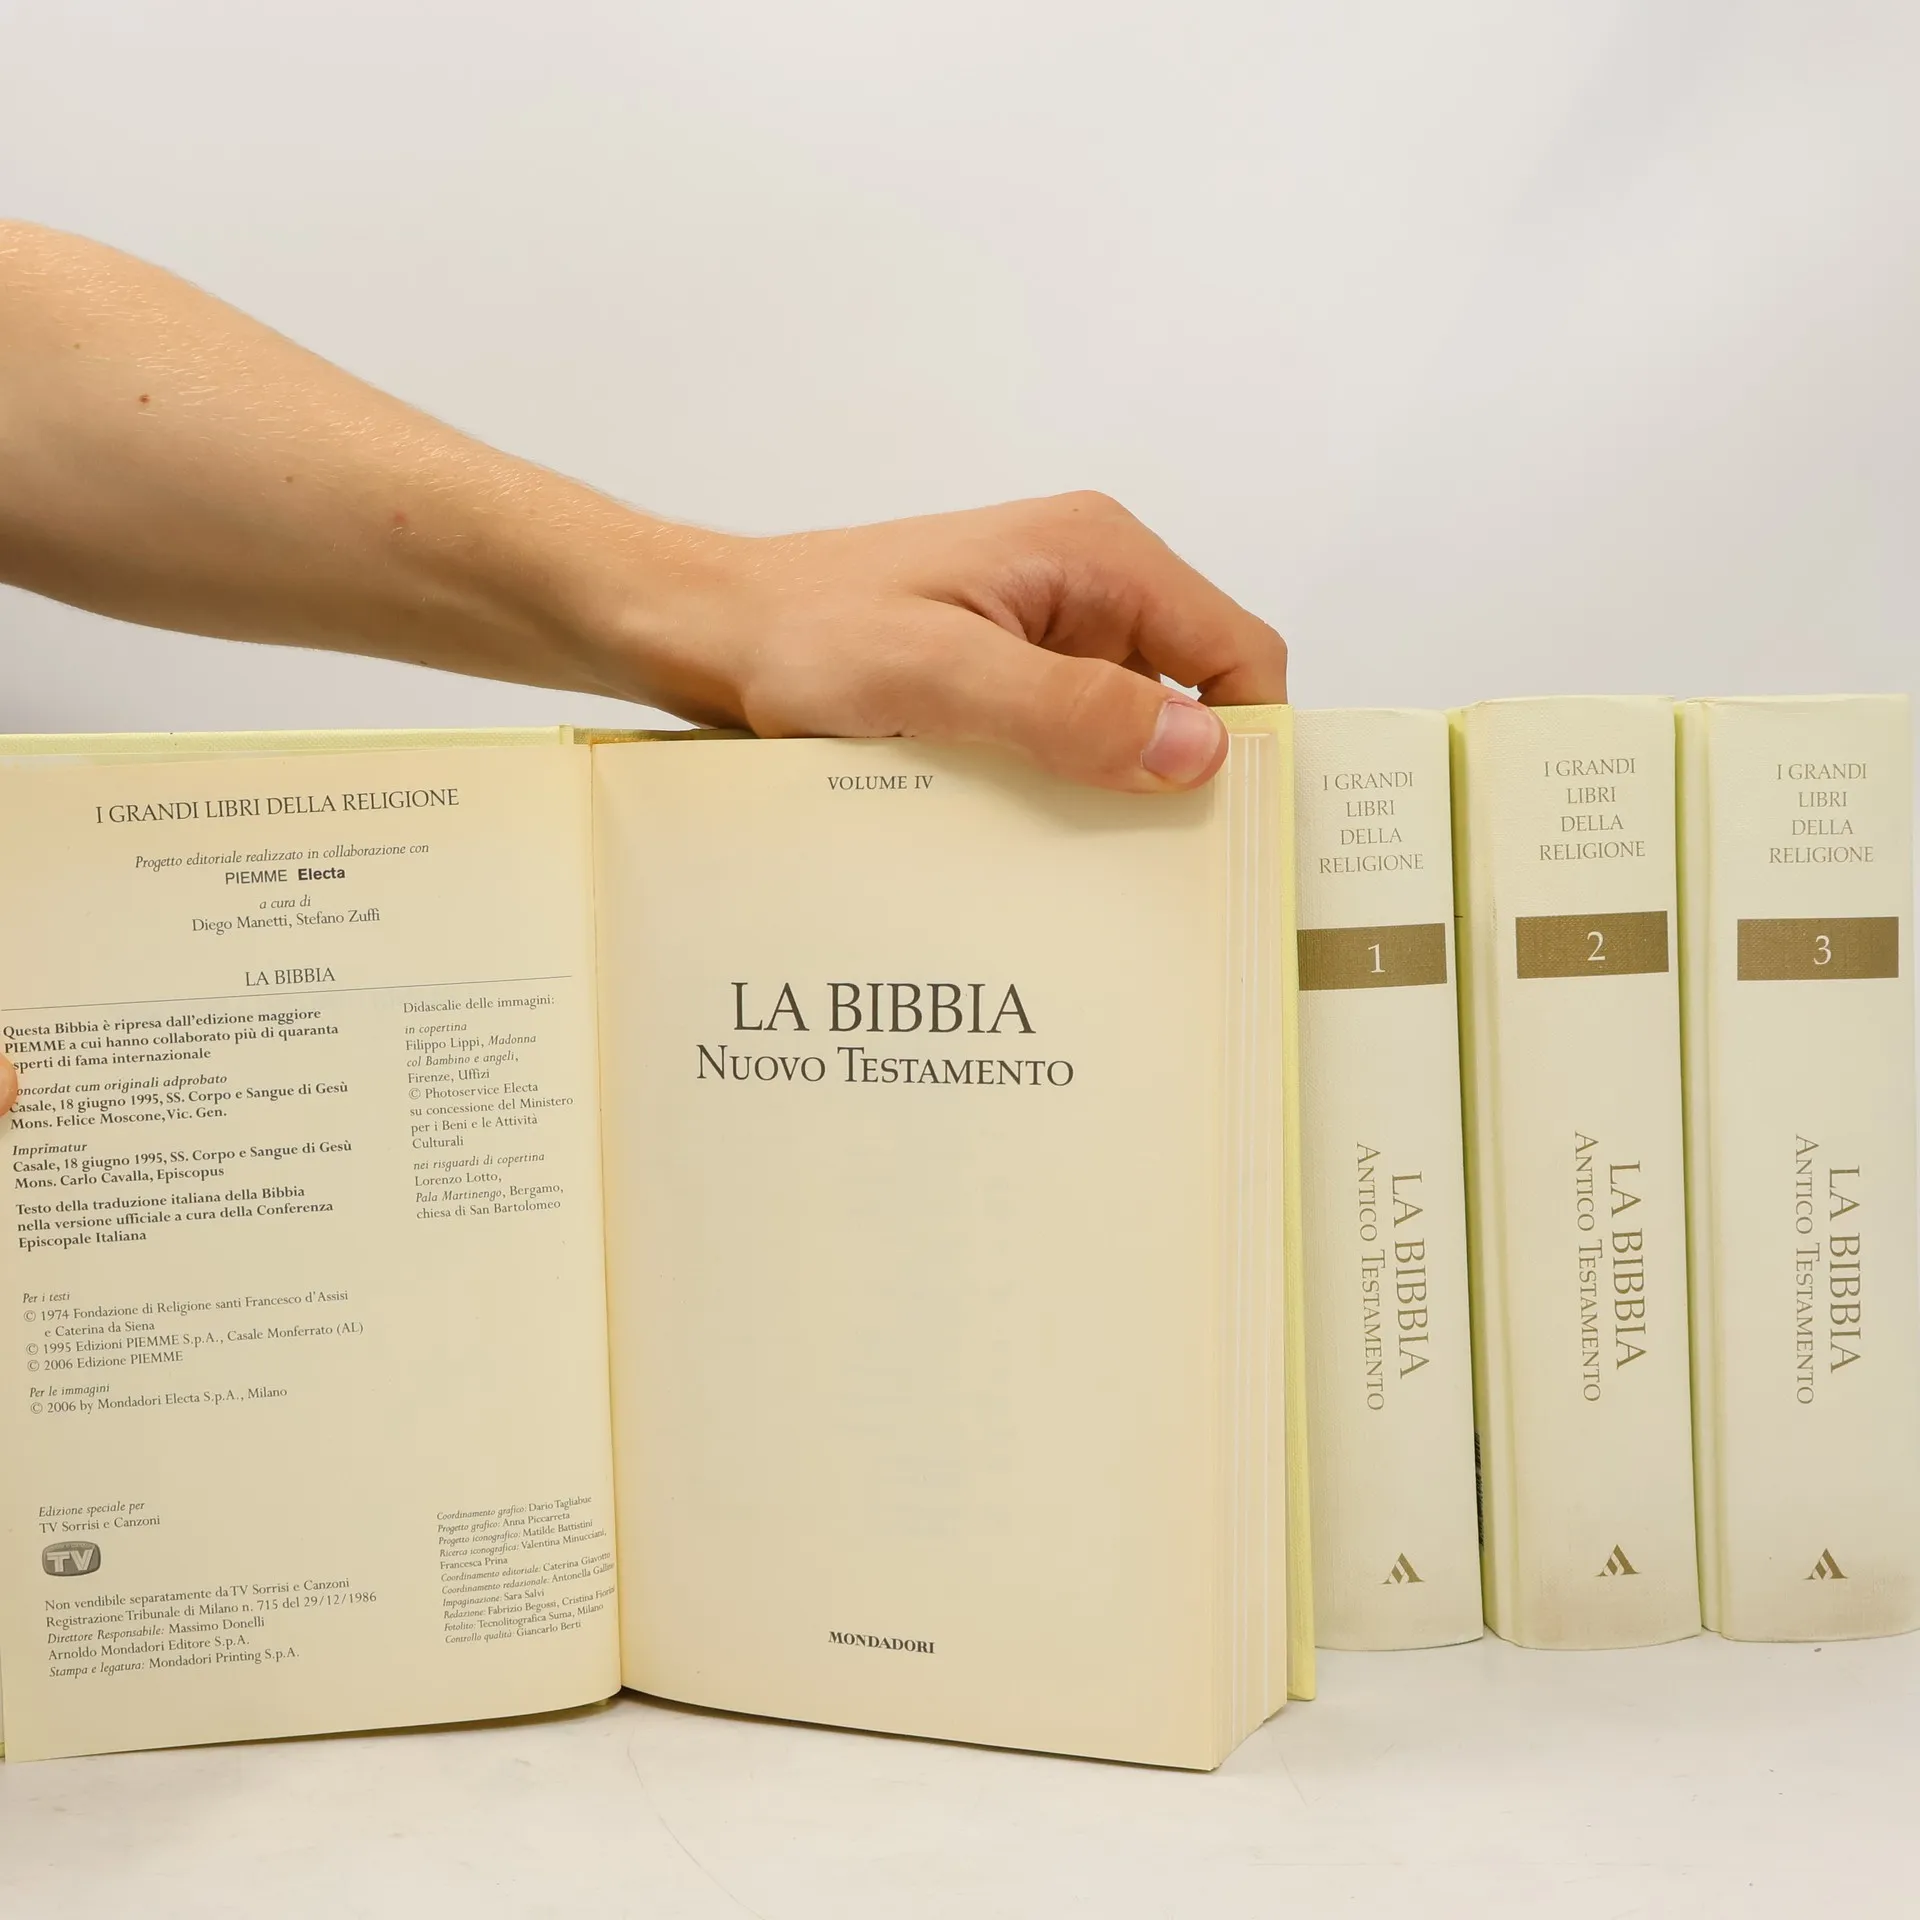 I GRANDI LIBRI DELLA RELIGIONE
Progetto editoriale realizzato in collaborazione con
PIEMME Electa
a cura di
Diego Manetti, Stefano Zuffi
LA BIBBIA
Questa Bibbia è ripresa dall'edizione maggiore
PIEMME a cui hanno collaborato più di quaranta
sperti di fama internazionale
oncordat cum originali adprobato
Casale, 18 giugno 1995, SS. Corpo e Sangue di Gesù
Mons. Felice Moscone, Vic. Gen.
Imprimatur
Casale, 18 giugno 1995, SS. Corpo e Sangue di Gesù
Mons. Carlo Cavalla, Episcopus
Testo della traduzione italiana della Bibbia
nella versione ufficiale a cura della Conferenza
Episcopale Italiana
Didascalie delle immagini:
in copertina
Filippo Lippi, Madonna
col Bambino e angeli,
Firenze, Uffizi
© Photoservice Electa
su concessione del Ministero
per i Beni e le Attività
Culturali
nei risguardi di copertina
Lorenzo Lotto,
Pala Martinengo, Bergamo,
chiesa di San Bartolomeo
Per i testi
© 1974 Fondazione di Religione santi Francesco d'Assisi
e Caterina da Siena
© 1995 Edizioni PIEMME S.p.A., Casale Monferrato (AL)
© 2006 Edizione PIEMME
Per le immagini
© 2006 by Mondadori Electa S.p.A., Milano
Edizione speciale per
TV Sorrisi e Canzoni
TV
Non vendibile separatamente da TV Sorrisi e Canzoni
Registrazione Tribunale di Milano n. 715 del 29/12/1986
Direttore Responsabile: Massimo Donelli
Arnoldo Mondadori Editore S.p.A.
Stampa e legatura: Mondadori Printing S.p.A.
Coordinamento grafico: Dario Tagliabue
Progetto grafico: Anna Piccarreta
Progetto iconografico: Matilde Battistini
Ricerca iconografica: Valentina Minucciani,
Francesca Prina
Coordinamento editoriale: Caterina Giavotto
Coordinamento redazionale: Antonella Gallino
Impaginazione: Sara Salvi
Redazione: Fabrizio Begossi, Cristina
Fotolito: Tecnolitografica Suma, Milano
Controllo qualità: Giancarlo Berti
VOLUME IV
LA BIBBIA
NUOVO TESTAMENTO
MONDADORI
I GRANDI
LIBRI
DELLA
RELIGIONE
1
LA BIBBIA
ANTICO TESTAMENTO
I GRANDI
LIBRI
DELLA
RELIGIONE
2
LA BIBBIA
ANTICO TESTAMENTO
I GRANDI
LIBRI
DELLA
RELIGIONE
3
LA BIBBIA
ANTICO TESTAMENTO